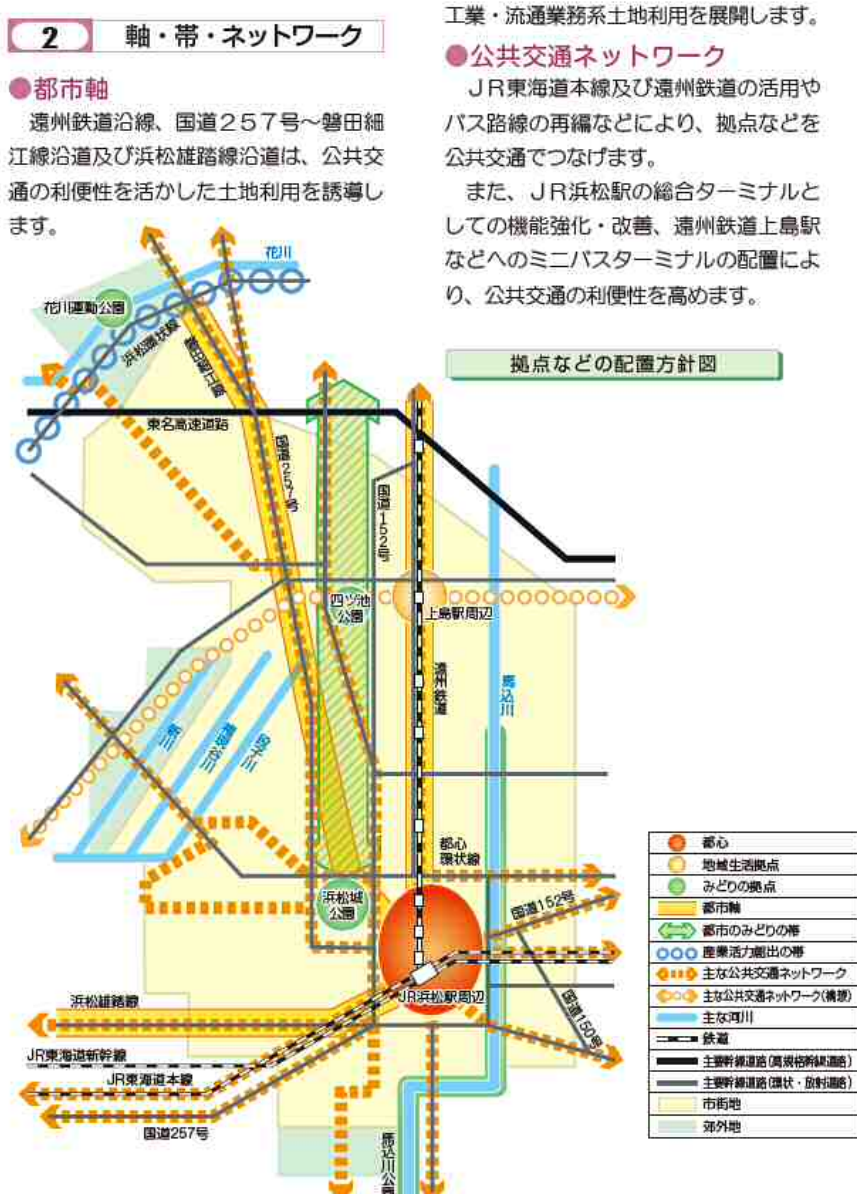 2 軸・帯・ネットワーク
●都市軸
遠州鉄道沿線、国道257号～磐田細
江線沿道及び浜松雄踏線沿道は、公共交
通の利便性を活かした土地利用を誘導し
ます。
工業・流通業務系土地利用を展開します。
●公共交通ネットワーク
JR東海道本線及び遠州鉄道の活用や
バス路線の再編などにより、拠点などを
公共交通でつなげます。
また、JR浜松駅の総合ターミナルと
しての機能強化・改善、遠州鉄道上島駅
などへのミニバスターミナルの配置によ
り、公共交通の利便性を高めます。
拠点などの配置方針図
花川
花川運動公園
浜松環状線
磐田細江線
東名高速道路
国道257号
国道152号
四ツ池
公園
上島駅周辺
遠州鉄道
馬込川
新川
段子川
都心
環状線
浜松城
公園
国道152号
JR浜松駅周辺
国道150号
浜松雄踏線
JR東海道新幹線
JR東海道本線
国道257号
馬込川公園
都心
地域生活拠点
みどりの拠点
都市軸
都市のみどりの帯
産業活力創出の帯
主な公共交通ネットワーク
主な公共交通ネットワーク(構想)
主な河川
鉄道
主要幹線道路(高規格幹線道路)
主要幹線道路(環状・放射道路)
市街地
郊外地